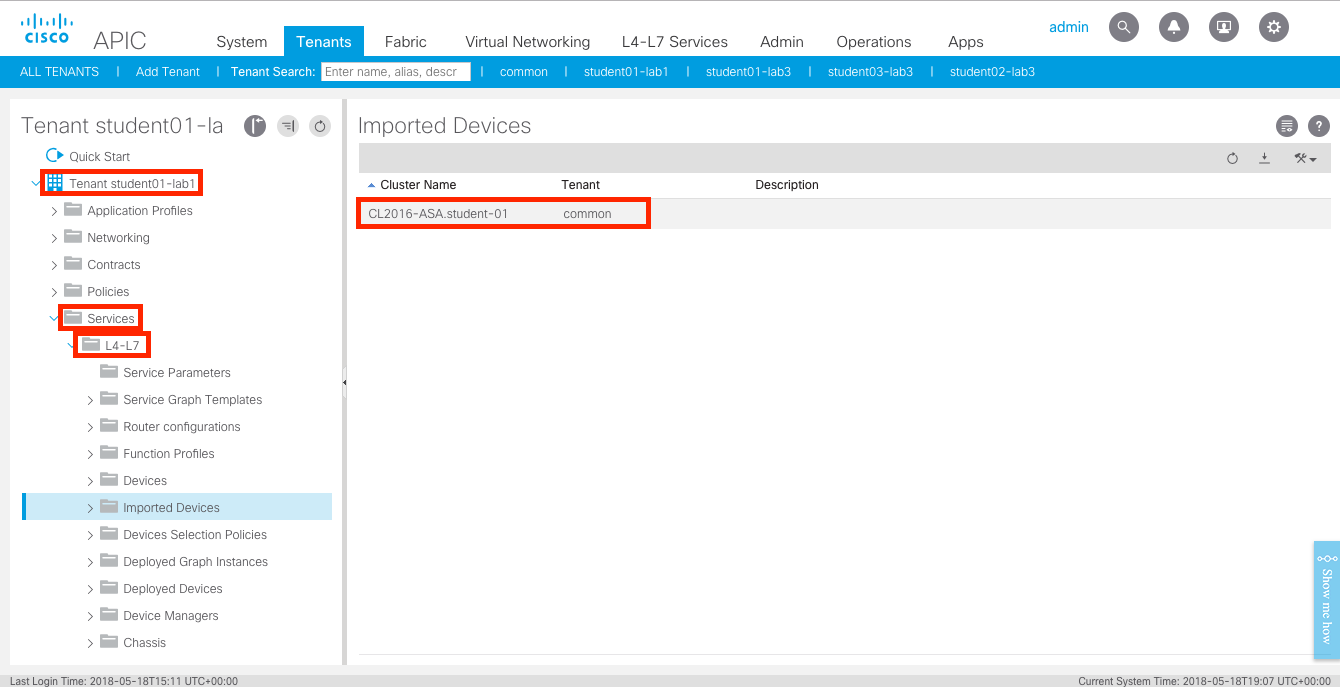 cisco APIC System Tenants Fabric Virtual Networking L4-L7 Services Admin Operations Apps admin
ALL TENANTS | Add Tenant | Tenant Search: Enter name, alias, descr | common | student01-lab1 | student01-lab3 | student03-lab3 | student02-lab3
Tenant student01-la
Quick Start
Tenant student01-lab1
Application Profiles
Networking
Contracts
Policies
Services
L4-L7
Service Parameters
Service Graph Templates
Router configurations
Function Profiles
Devices
Imported Devices
Devices Selection Policies
Deployed Graph Instances
Deployed Devices
Device Managers
Chassis
Imported Devices
?
Cluster Name Tenant Description
CL2016-ASA.student-01 common
Show me how
Last Login Time: 2018-05-18T15:11 UTC+00:00
Current System Time: 2018-05-18T19:07 UTC+00:00